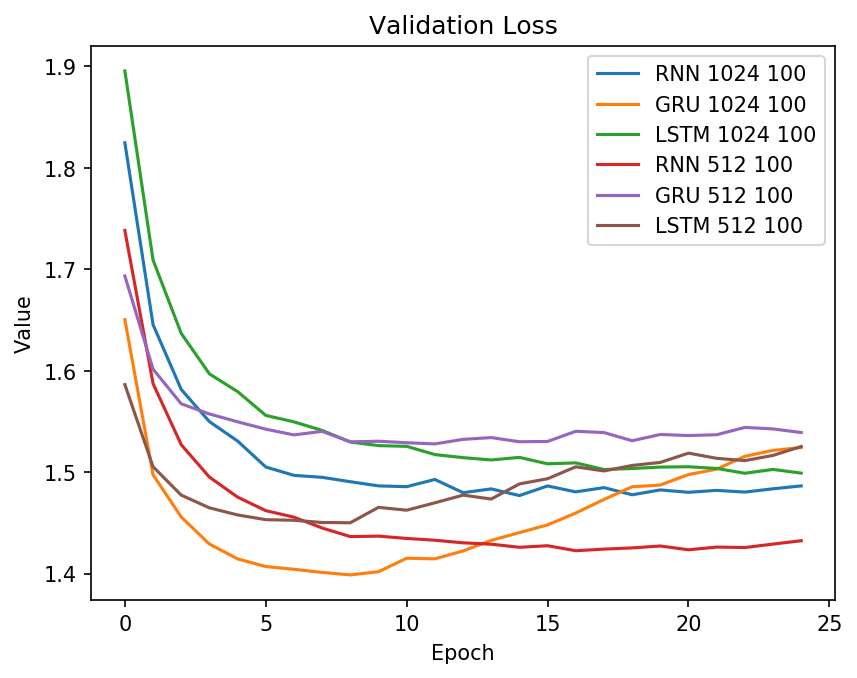 Validation Loss
1.9
1.8
1.7
1.6
1.5
1.4
Value
0 5 10 15 20 25
Epoch
RNN 1024 100
GRU 1024 100
LSTM 1024 100
RNN 512 100
GRU 512 100
LSTM 512 100